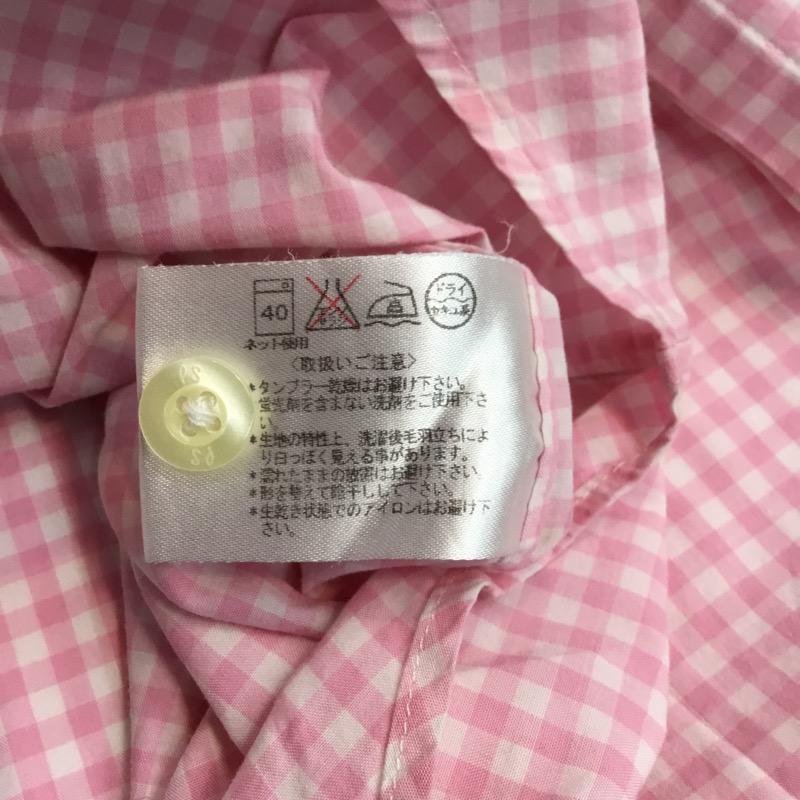 40
ドライ
セキユ系
ネット使用
〈取扱いご注意〉
*タンブラー乾燥はお避け下さい。
蛍光剤を含まない洗剤をご使用下さ
い。
*生地の特性上、洗濯後毛羽立ちによ
り白っぽく見える事があります。
*濡れたままの放置はお避け下さい。
*形を整えて陰干しして下さい。
*生乾き状態でのアイロンはお避け下
さい。